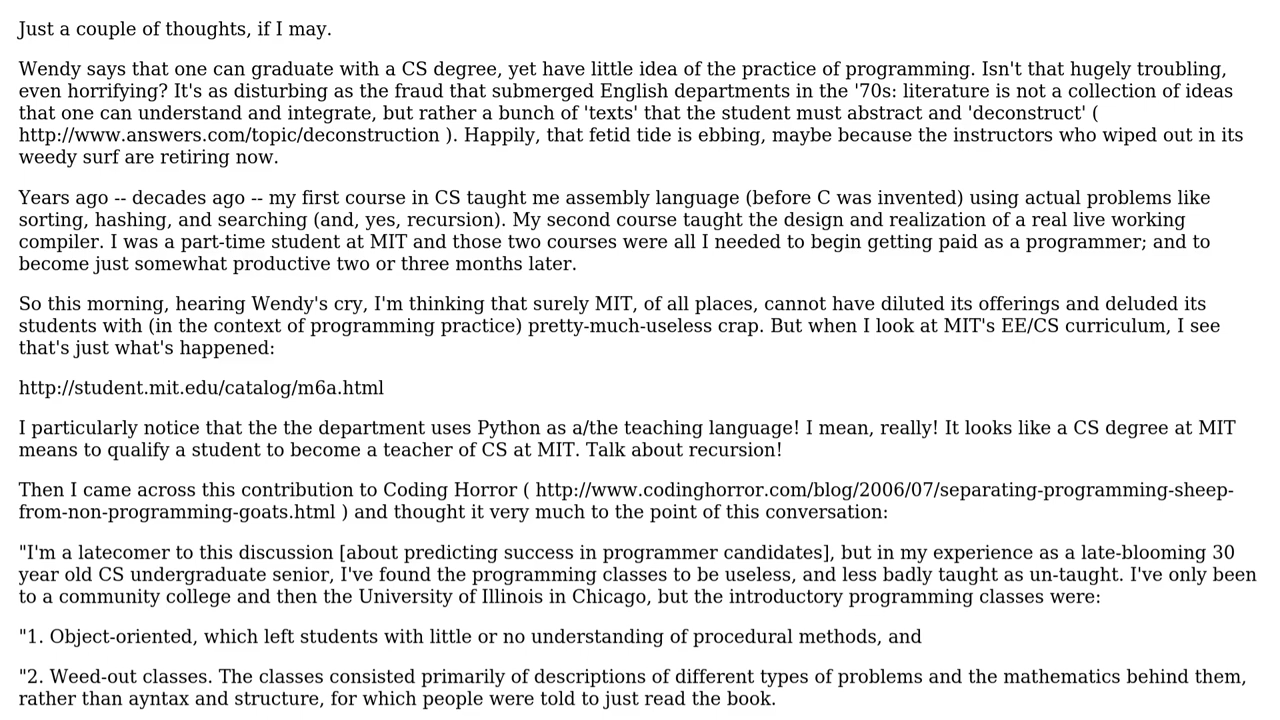 Just a couple of thoughts, if I may.
Wendy says that one can graduate with a CS degree, yet have little idea of the practice of programming. Isn't that hugely troubling,
even horrifying? It's as disturbing as the fraud that submerged English departments in the '70s: literature is not a collection of ideas
that one can understand and integrate, but rather a bunch of 'texts' that the student must abstract and 'deconstruct' (
http://www.answers.com/topic/deconstruction ). Happily, that fetid tide is ebbing, maybe because the instructors who wiped out in its
weedy surf are retiring now.
Years ago -- decades ago -- my first course in CS taught me assembly language (before C was invented) using actual problems like
sorting, hashing, and searching (and, yes, recursion). My second course taught the design and realization of a real live working
compiler. I was a part-time student at MIT and those two courses were all I needed to begin getting paid as a programmer; and to
become just somewhat productive two or three months later.
So this morning, hearing Wendy's cry, I'm thinking that surely MIT, of all places, cannot have diluted its offerings and deluded its
students with (in the context of programming practice) pretty-much-useless crap. But when I look at MIT's EE/CS curriculum, I see
that's just what's happened:
http://student.mit.edu/catalog/m6a.html
I particularly notice that the the department uses Python as a/the teaching language! I mean, really! It looks like a CS degree at MIT
means to qualify a student to become a teacher of CS at MIT. Talk about recursion!
Then I came across this contribution to Coding Horror ( http://www.codinghorror.com/blog/2006/07/separating-programming-sheep-
from-non-programming-goats.html ) and thought it very much to the point of this conversation:
"I'm a latecomer to this discussion [about predicting success in programmer candidates], but in my experience as a late-blooming 30
year old CS undergraduate senior, I've found the programming classes to be useless, and less badly taught as un-taught. I've only been
to a community college and then the University of Illinois in Chicago, but the introductory programming classes were:
"1. Object-oriented, which left students with little or no understanding of procedural methods, and
"2. Weed-out classes. The classes consisted primarily of descriptions of different types of problems and the mathematics behind them,
rather than ayntax and structure, for which people were told to just read the book.